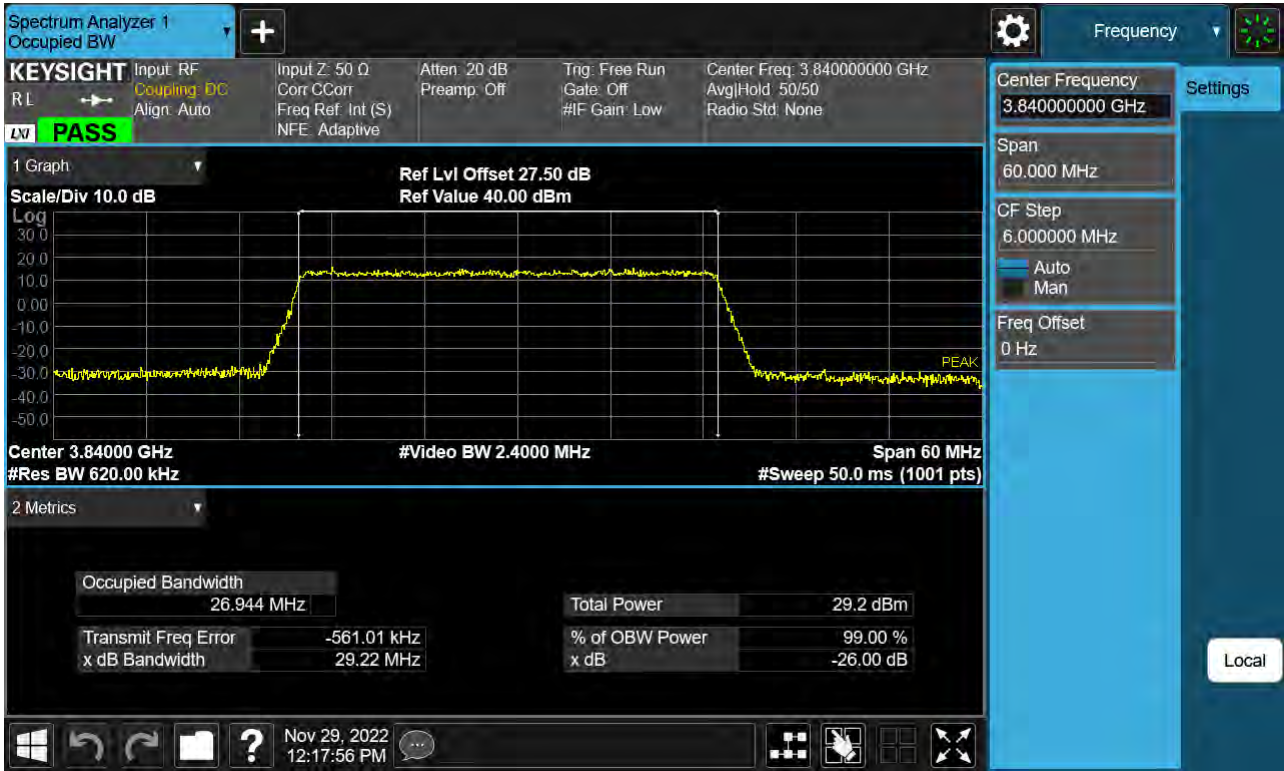 Spectrum Analyzer 1
Occupied BW
+
Frequency
KEYSIGHT
R L
LXI
PASS
Input: RF
Coupling: DC
Align: Auto
Input Z: 50 Ω
Corr CCorr
Freq Ref: Int (S)
NFE: Adaptive
Atten: 20 dB
Preamp: Off
Trig: Free Run
Gate: Off
#IF Gain: Low
Center Freq: 3.840000000 GHz
Avg|Hold: 50/50
Radio Std: None
Center Frequency
3.840000000 GHz
Settings
Span
60.000 MHz
CF Step
6.000000 MHz
Auto
Man
Freq Offset
0 Hz
Local
1 Graph
Scale/Div 10.0 dB
Ref Lvl Offset 27.50 dB
Ref Value 40.00 dBm
Log
30.0
20.0
10.0
0.00
-10.0
-20.0
-30.0
-40.0
-50.0
PEAK
Center 3.84000 GHz
#Video BW 2.4000 MHz
Span 60 MHz
#Res BW 620.00 kHz
#Sweep 50.0 ms (1001 pts)
2 Metrics
Occupied Bandwidth
26.944 MHz
Total Power 29.2 dBm
Transmit Freq Error -561.01 kHz
% of OBW Power 99.00 %
x dB Bandwidth 29.22 MHz
x dB -26.00 dB
?
Nov 29, 2022
12:17:56 PM